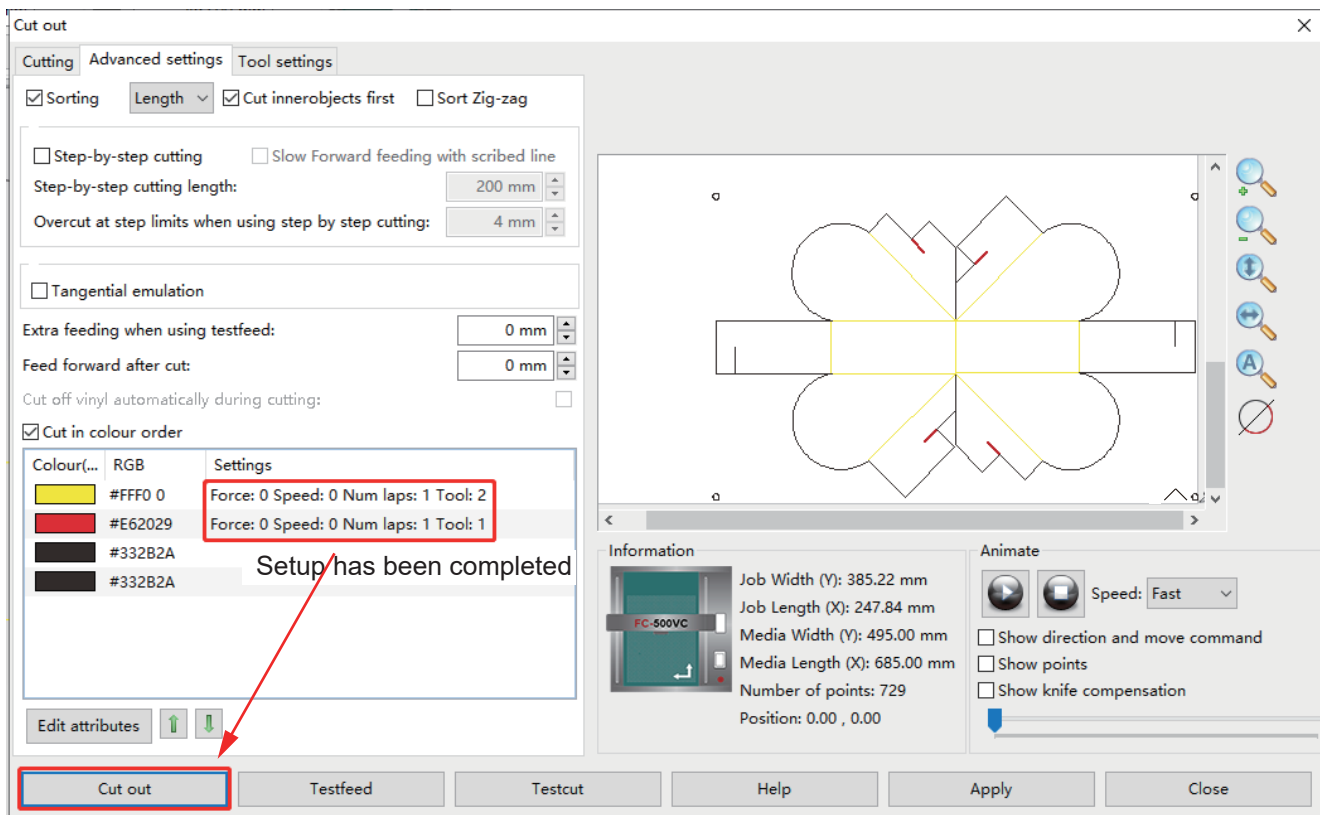 Cut out
Cutting Advanced settings Tool settings
Sorting Length Cut innerobjects first Sort Zig-zag
Step-by-step cutting Slow Forward feeding with scribed line
Step-by-step cutting length: 200 mm
Overcut at step limits when using step by step cutting: 4 mm
Tangential emulation
Extra feeding when using testfeed: 0 mm
Feed forward after cut: 0 mm
Cut off vinyl automatically during cutting:
Cut in colour order
Colour(... RGB Settings
#FFF0 0 Force: 0 Speed: 0 Num laps: 1 Tool: 2
#E62029 Force: 0 Speed: 0 Num laps: 1 Tool: 1
#332B2A
#332B2A
Setup has been completed
Edit attributes
A
Information
FC-500VC
Job Width (Y): 385.22 mm
Job Length (X): 247.84 mm
Media Width (Y): 495.00 mm
Media Length (X): 685.00 mm
Number of points: 729
Position: 0.00 , 0.00
Animate
Speed: Fast
Show direction and move command
Show points
Show knife compensation
Cut out Testfeed Testcut Help Apply Close